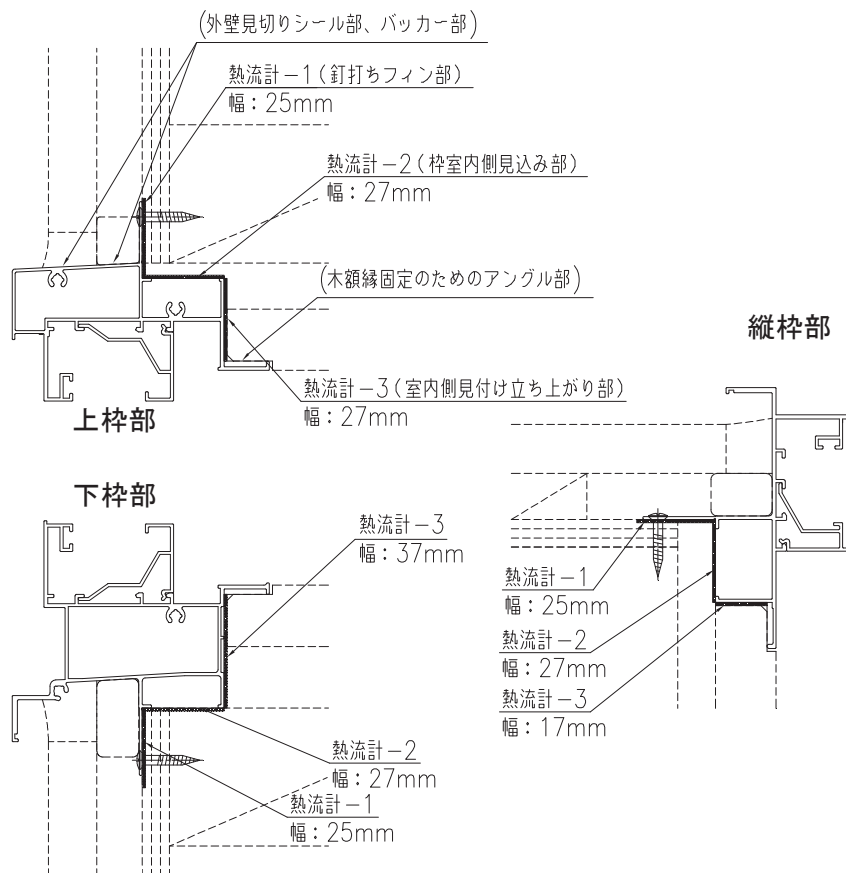 (外壁見切りシール部、バッカー部)
熱流計－1(釘打ちフィン部)
幅：25mm
熱流計－2(枠室内側見込み部)
幅：27mm
(木額縁固定のためのアングル部)
熱流計－3(室内側見付け立ち上がり部)
幅：27mm
上枠部
縦枠部
下枠部
熱流計－3
幅：37mm
熱流計－2
幅：27mm
熱流計－1
幅：25mm
熱流計－1
幅：25mm
熱流計－2
幅：27mm
熱流計－3
幅：17mm